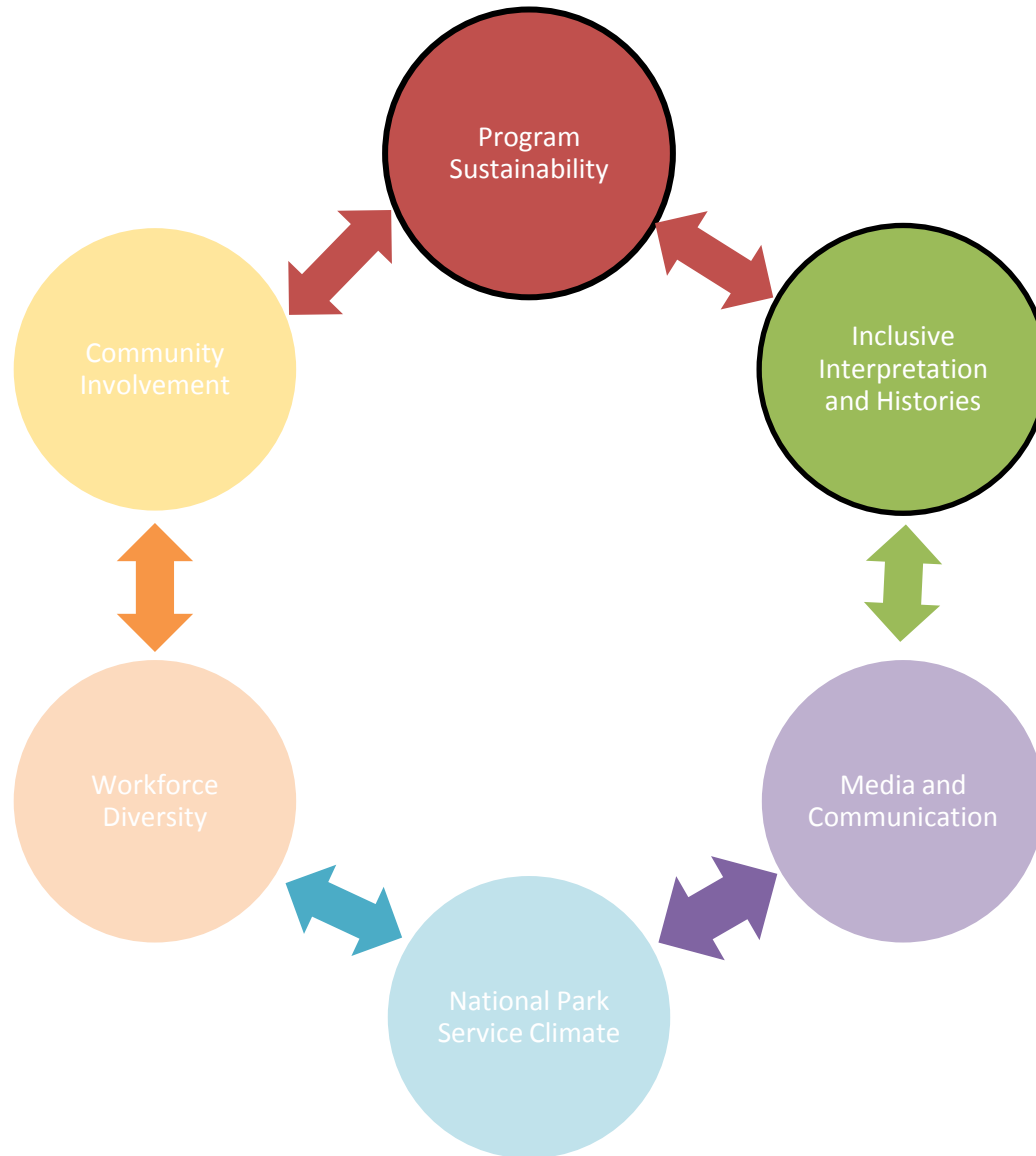 Program
Sustainability
Inclusive
Interpretation
and Histories
Media and
Communication
National Park
Service Climate
Workforce
Diversity
Community
Involvement